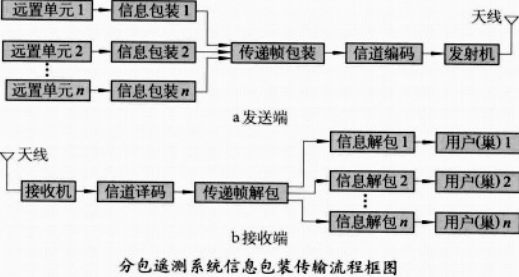 远置单元 1 信息包装 1 天线
远置单元 2 信息包装 2 传递帧包装 信道编码 发射机
远置单元 n 信息包装 n
a 发送端
天线 信息解包 1 用户(巢) 1
接收机 信道译码 传递帧解包 信息解包 2 用户(巢) 2
信息解包 n 用户(巢) n
b 接收端
分包遥测系统信息包装传输流程框图